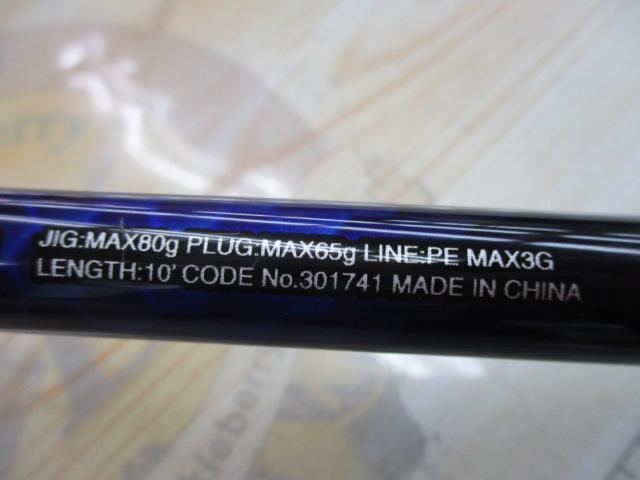 JIG:MAX80g PLUG:MAX65g LINE:PE MAX3G
LENGTH:10' CODE No.301741 MADE IN CHINA